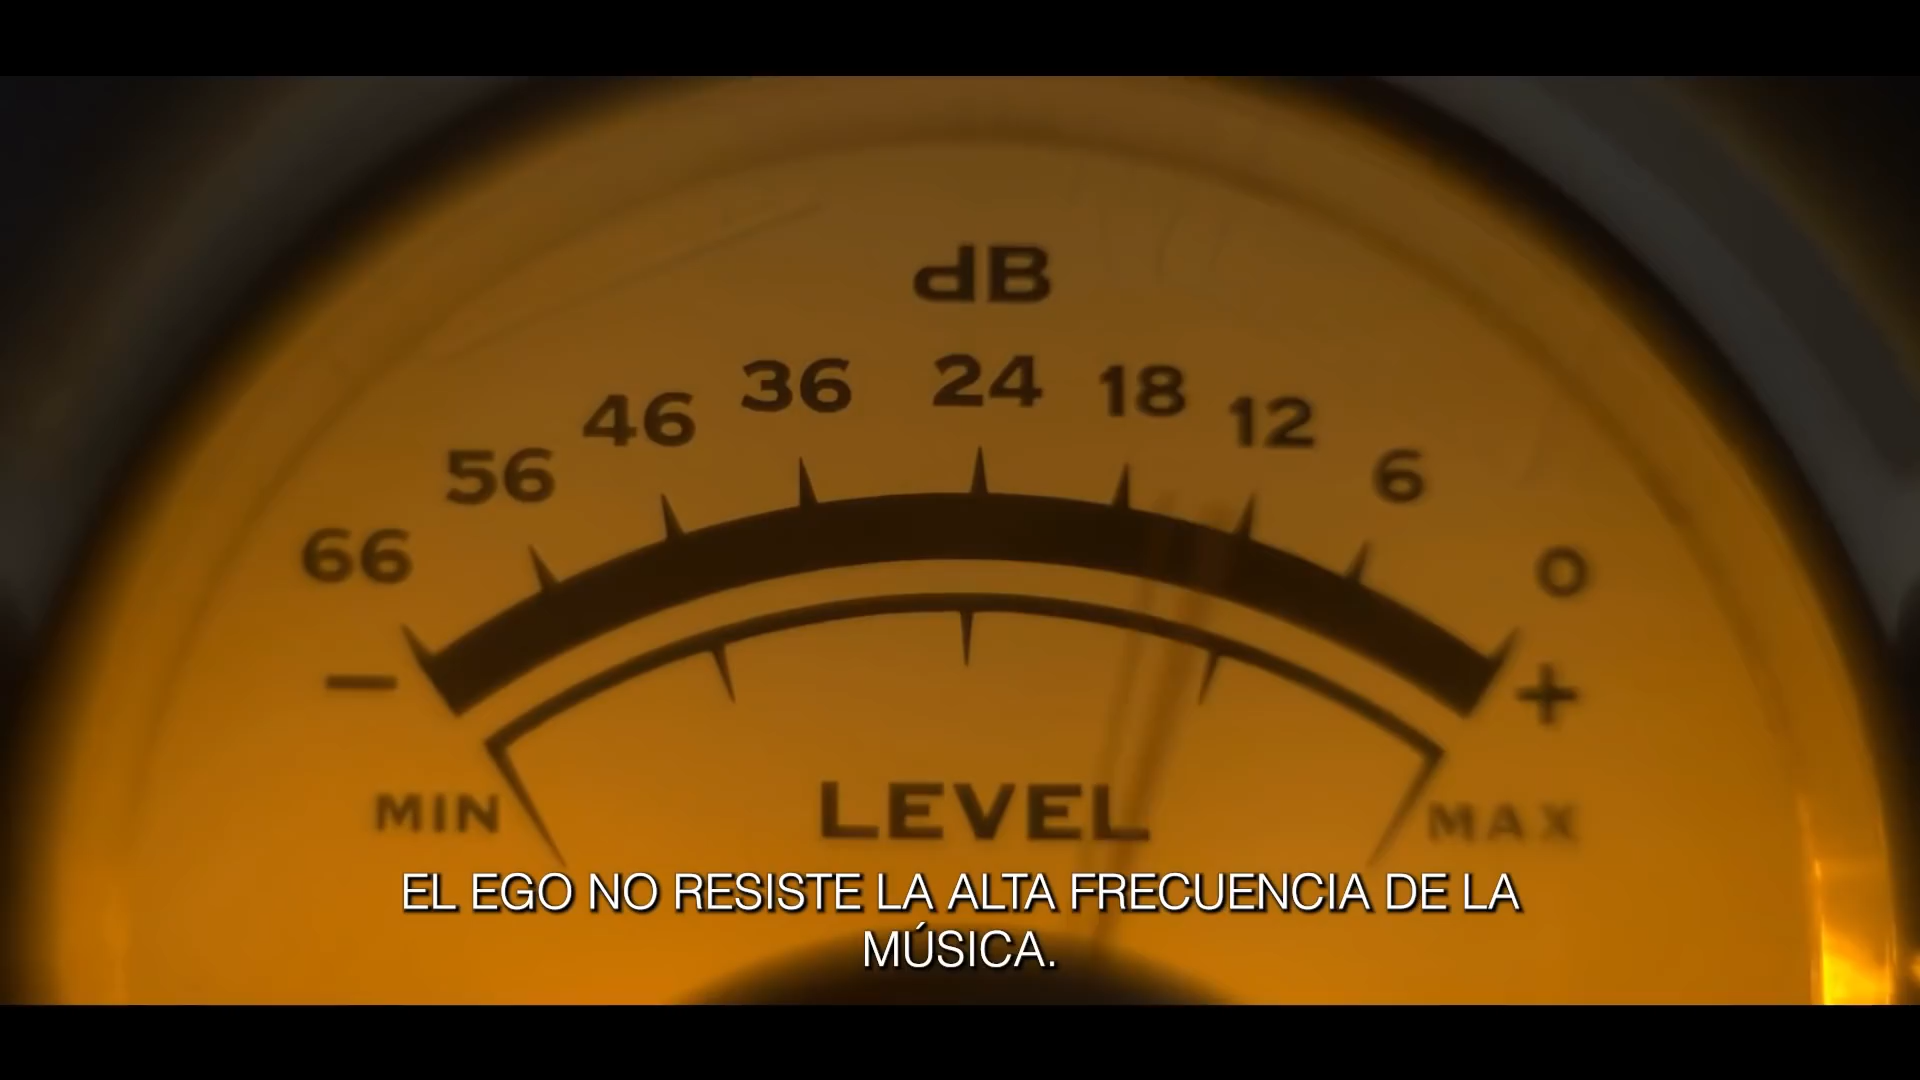 dB
66 56 46 36 24 18 12 6 0
− +
MIN LEVEL MAX
EL EGO NO RESISTE LA ALTA FRECUENCIA DE LA
MÚSICA.